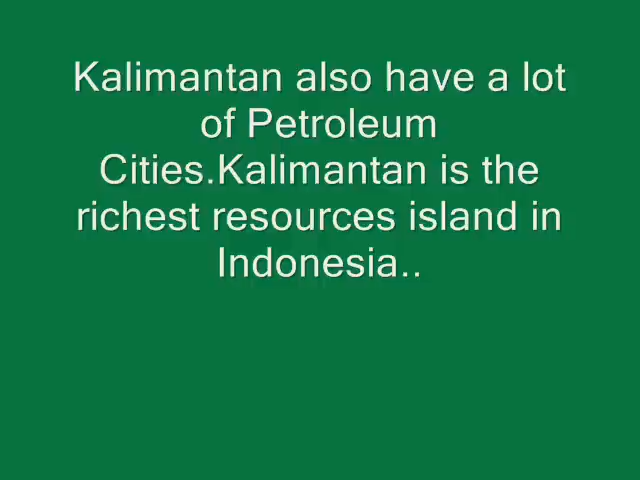 Kalimantan also have a lot
of Petroleum
Cities.Kalimantan is the
richest resources island in
Indonesia..